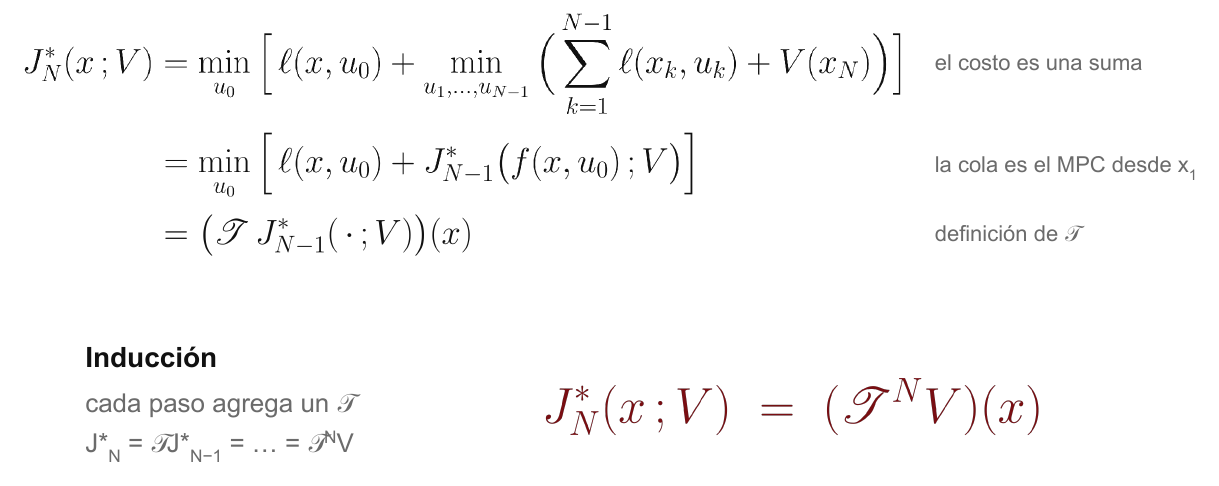 J*_N(x ; V) = min_{u_0} [ ℓ(x, u_0) + min_{u_1,…,u_{N−1}} ( ∑_{k=1}^{N−1} ℓ(x_k, u_k) + V(x_N) ) ] el costo es una suma
= min_{u_0} [ ℓ(x, u_0) + J*_{N−1}( f(x, u_0) ; V ) ] la cola es el MPC desde x_1
= ( 𝒯 J*_{N−1}( · ; V ) )(x) definición de 𝒯
Inducción
cada paso agrega un 𝒯
J*_N = 𝒯J*_{N−1} = … = 𝒯^N V
J*_N(x ; V) = (𝒯^N V)(x)